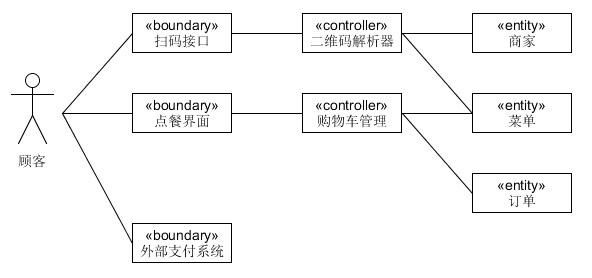 «boundary»
扫码接口
«controller»
二维码解析器
«entity»
商家
«boundary»
点餐界面
«controller»
购物车管理
«entity»
菜单
顾客
«entity»
订单
«boundary»
外部支付系统